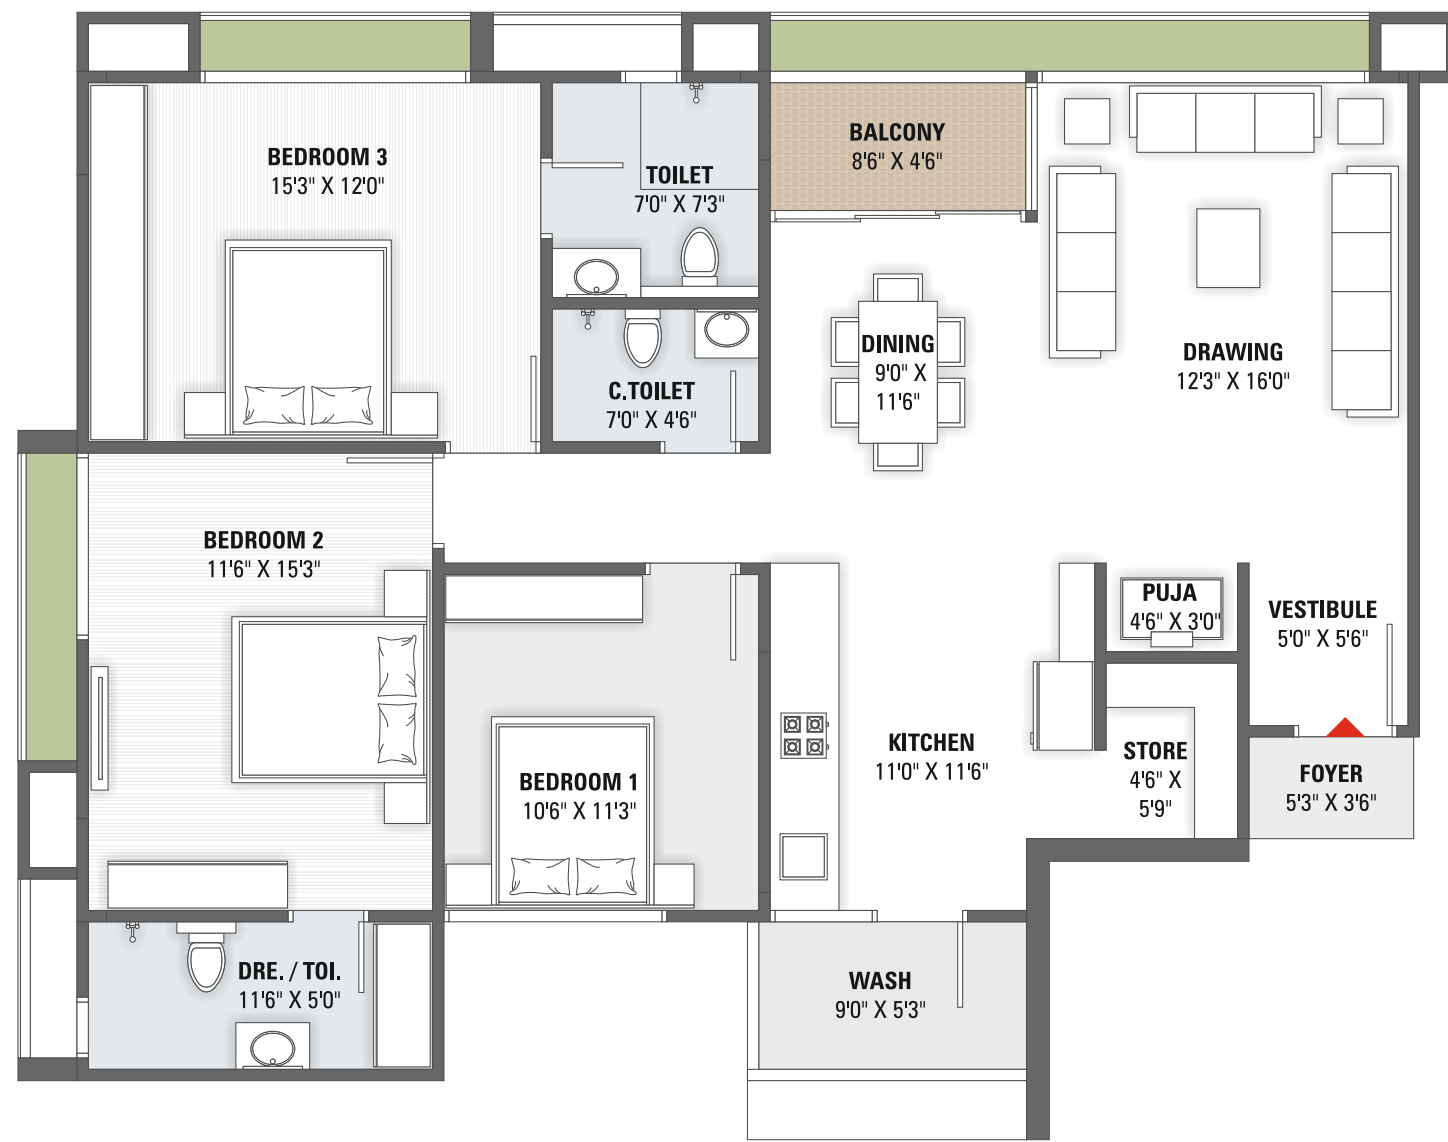 BEDROOM 3
15'3" X 12'0"
TOILET
7'0" X 7'3"
BALCONY
8'6" X 4'6"
C.TOILET
7'0" X 4'6"
DINING
9'0" X
11'6"
DRAWING
12'3" X 16'0"
BEDROOM 2
11'6" X 15'3"
PUJA
4'6" X 3'0"
VESTIBULE
5'0" X 5'6"
BEDROOM 1
10'6" X 11'3"
KITCHEN
11'0" X 11'6"
STORE
4'6" X
5'9"
FOYER
5'3" X 3'6"
DRE. / TOI.
11'6" X 5'0"
WASH
9'0" X 5'3"